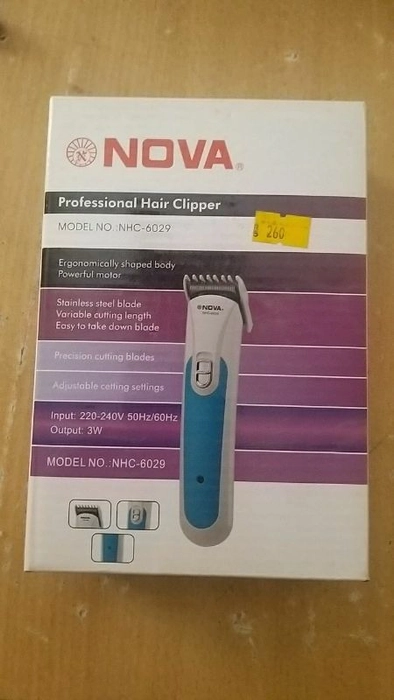 NOVA®
Professional Hair Clipper
MODEL NO :NHC-6029
260
Ergonomically shaped body
Powerful motor
Stainless steel blade
Variable cutting length
Easy to take down blade
NOVA
Precision cutting blades
Adjustable cetting settings
Input: 220-240V 50Hz/60Hz
Output: 3W
MODEL NO.:NHC-6029